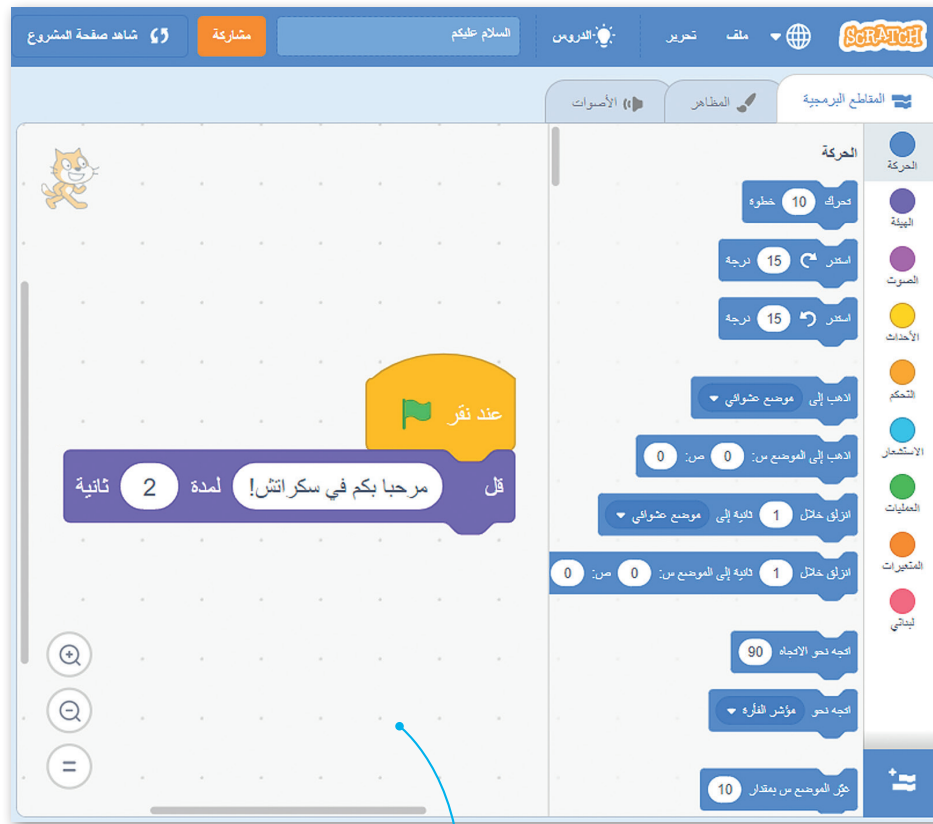 SCRATCH
ملف
تحرير
الدروس
السلام عليكم
مشاركة
شاهد صفحة المشروع
المقاطع البرمجية
المظاهر
الأصوات
الحركة
الهيئة
الصوت
الأحداث
التحكم
الاستشعار
العمليات
المتغيرات
لبناتي
الحركة
تحرك 10 خطوة
استدر 15 درجة
استدر 15 درجة
اذهب إلى موضع عشوائي
اذهب إلى الموضع س: 0 ص: 0
انزلق خلال 1 ثانية إلى موضع عشوائي
انزلق خلال 1 ثانية إلى الموضع س: 0 ص: 0
اتجه نحو الاتجاه 90
اتجه نحو مؤشر الفأرة
غيّر الموضع س بمقدار 10
عند نقر
قل مرحبا بكم في سكراتش! لمدة 2 ثانية